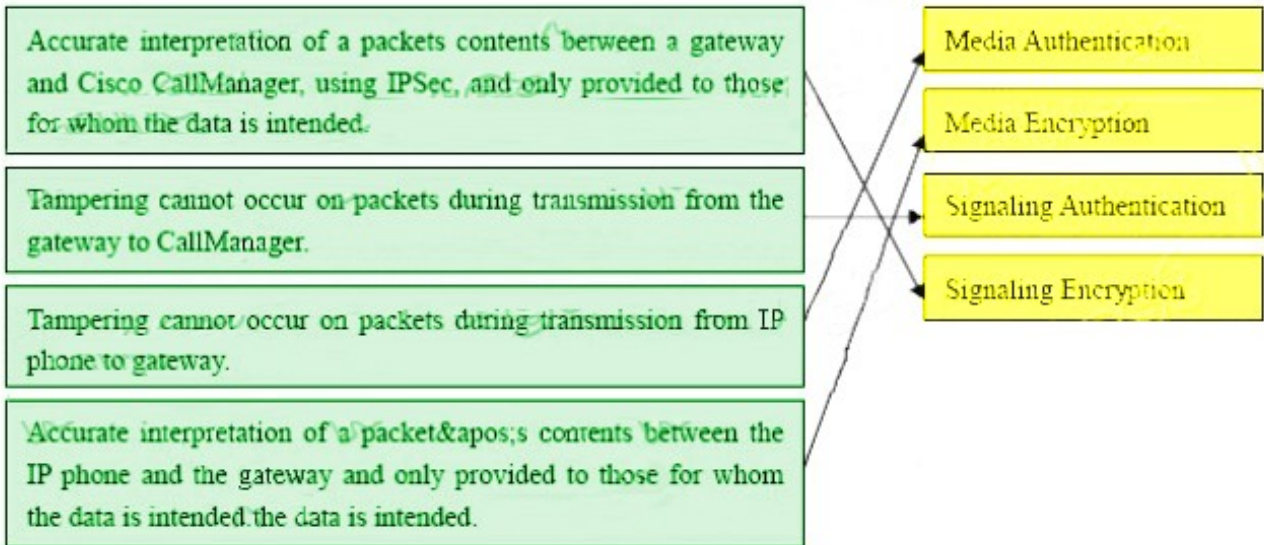 Accurate interpretation of a packets contents between a gateway
and Cisco CallManager, using IPSec, and only provided to those
for whom the data is intended.
Tampering cannot occur on packets during transmission from the
gateway to CallManager.
Tampering cannot occur on packets during transmission from IP
phone to gateway.
Accurate interpretation of a packet&apos;s contents between the
IP phone and the gateway and only provided to those for whom
the data is intended.the data is intended.
Media Authentication
Media Encryption
Signaling Authentication
Signaling Encryption